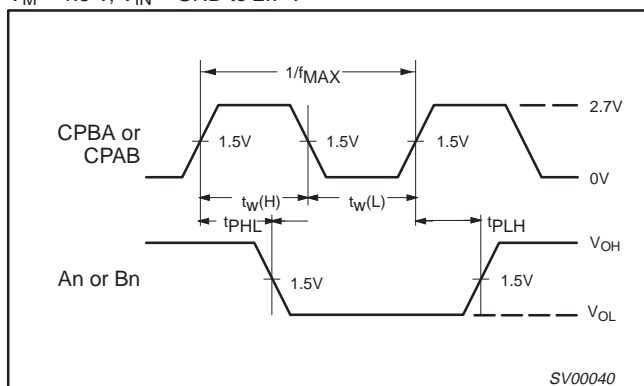 1/fMAX
2.7V
CPBA or
CPAB
1.5V 1.5V 1.5V
0V
tw(H) tw(L)
tPHL tPLH
VOH
An or Bn
1.5V 1.5V
VOL
SV00040